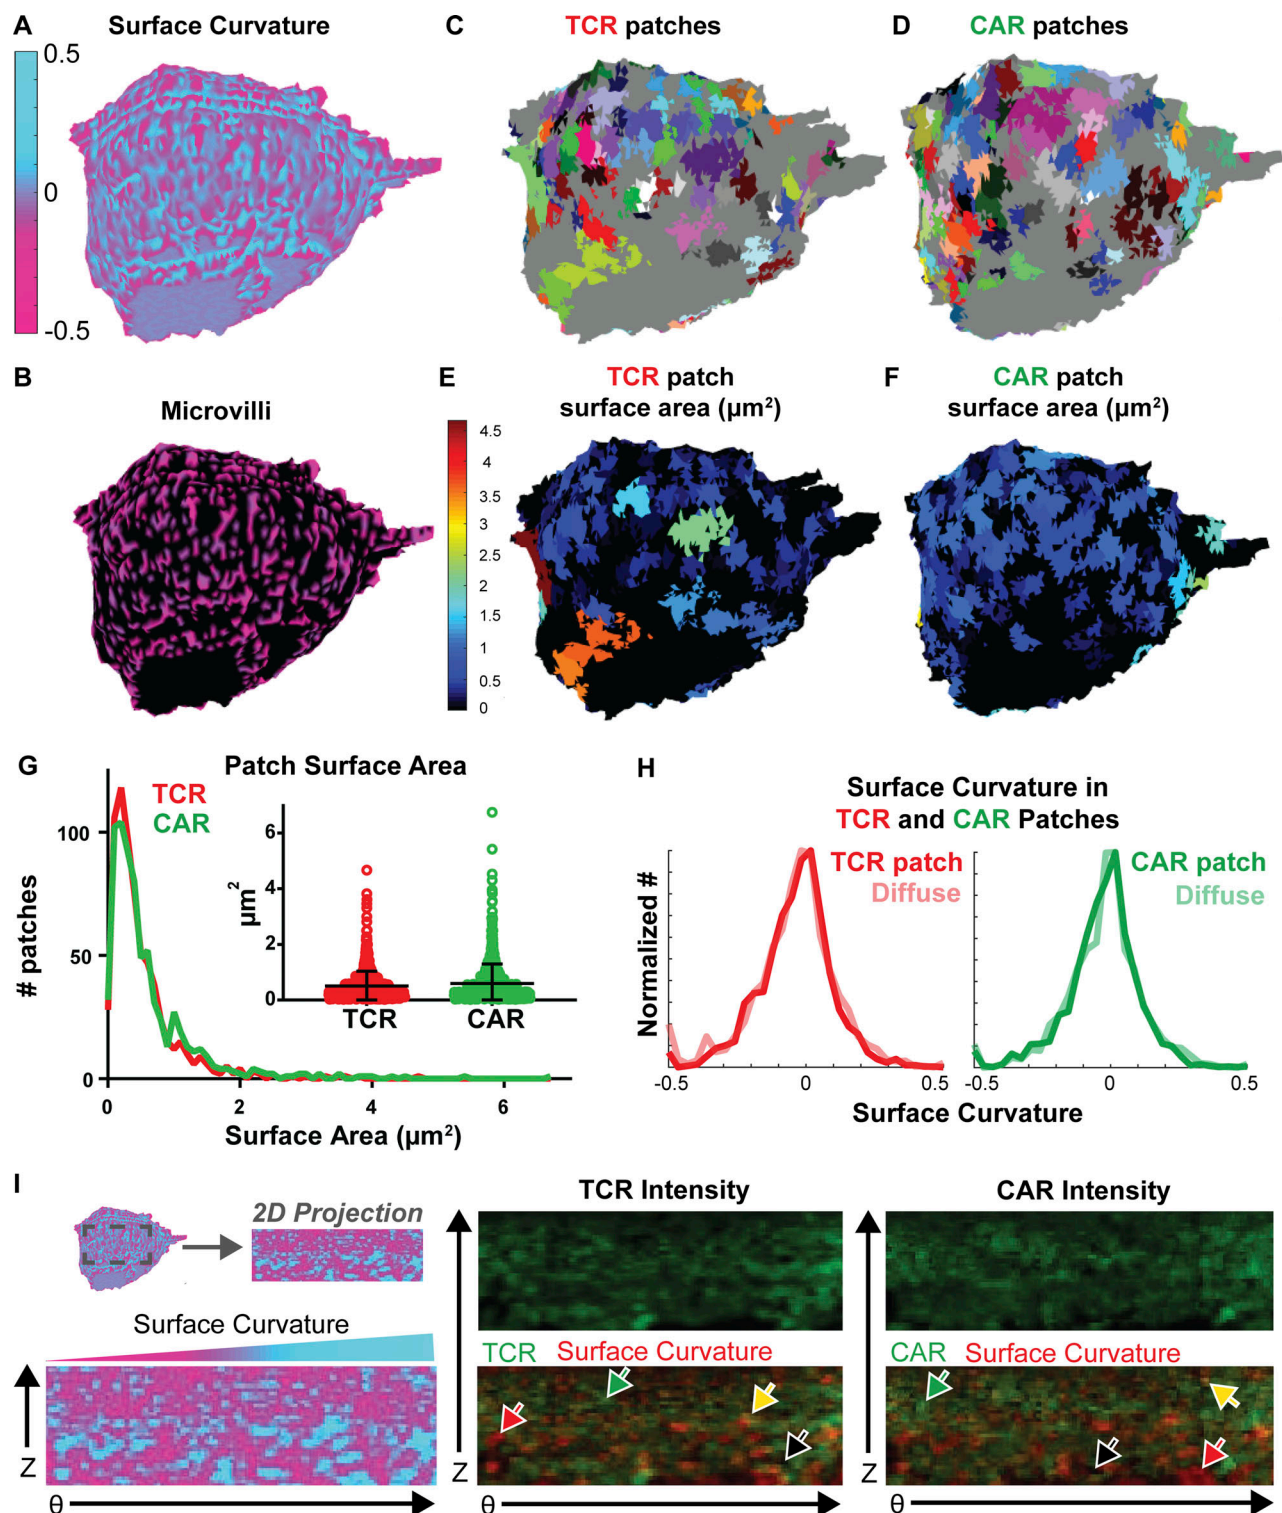 A Surface Curvature
0.5
0
-0.5
C TCR patches
D CAR patches
B
Microvilli
E TCR patch
surface area (µm²)
4.5
4
3.5
3
2.5
2
1.5
1
0.5
0
F CAR patch
surface area (µm²)
G Patch Surface Area
TCR
CAR
# patches
100
50
0
0 2 4 6
Surface Area (µm²)
µm²
6
4
2
0
TCR CAR
H
Surface Curvature in
TCR and CAR Patches
Normalized #
TCR patch
Diffuse
CAR patch
Diffuse
-0.5 0 0.5
-0.5 0 0.5
Surface Curvature
I
2D Projection
Surface Curvature
Z
θ
TCR Intensity
TCR Surface Curvature
Z
θ
CAR Intensity
CAR Surface Curvature
Z
θ